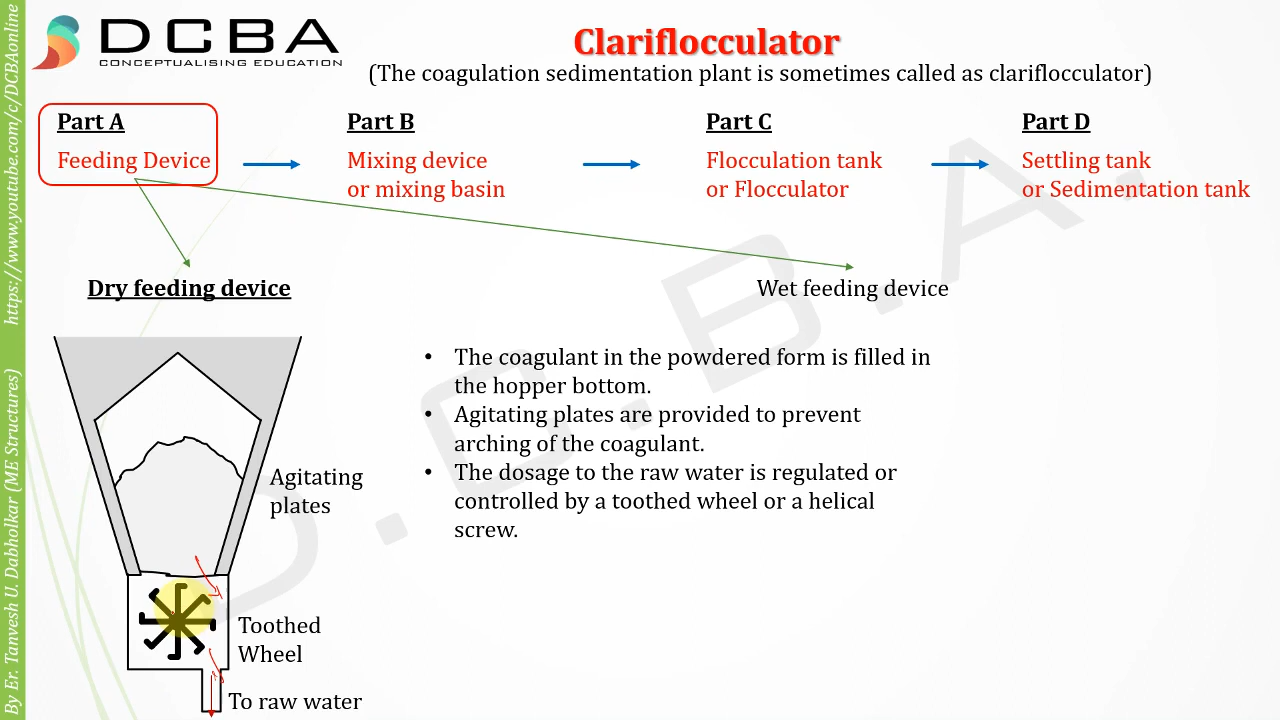 DCBA
CONCEPTUALISING EDUCATION
Clariflocculator
(The coagulation sedimentation plant is sometimes called as clariflocculator)
Part A
Feeding Device
Part B
Mixing device
or mixing basin
Part C
Flocculation tank
or Flocculator
Part D
Settling tank
or Sedimentation tank
Dry feeding device
Wet feeding device
• The coagulant in the powdered form is filled in
the hopper bottom.
• Agitating plates are provided to prevent
arching of the coagulant.
• The dosage to the raw water is regulated or
controlled by a toothed wheel or a helical
screw.
Agitating
plates
Toothed
Wheel
To raw water
By Er. Tanvesh U. Dabholkar (ME Structures) https://www.youtube.com/c/DCBAonline
D.C.B.A.